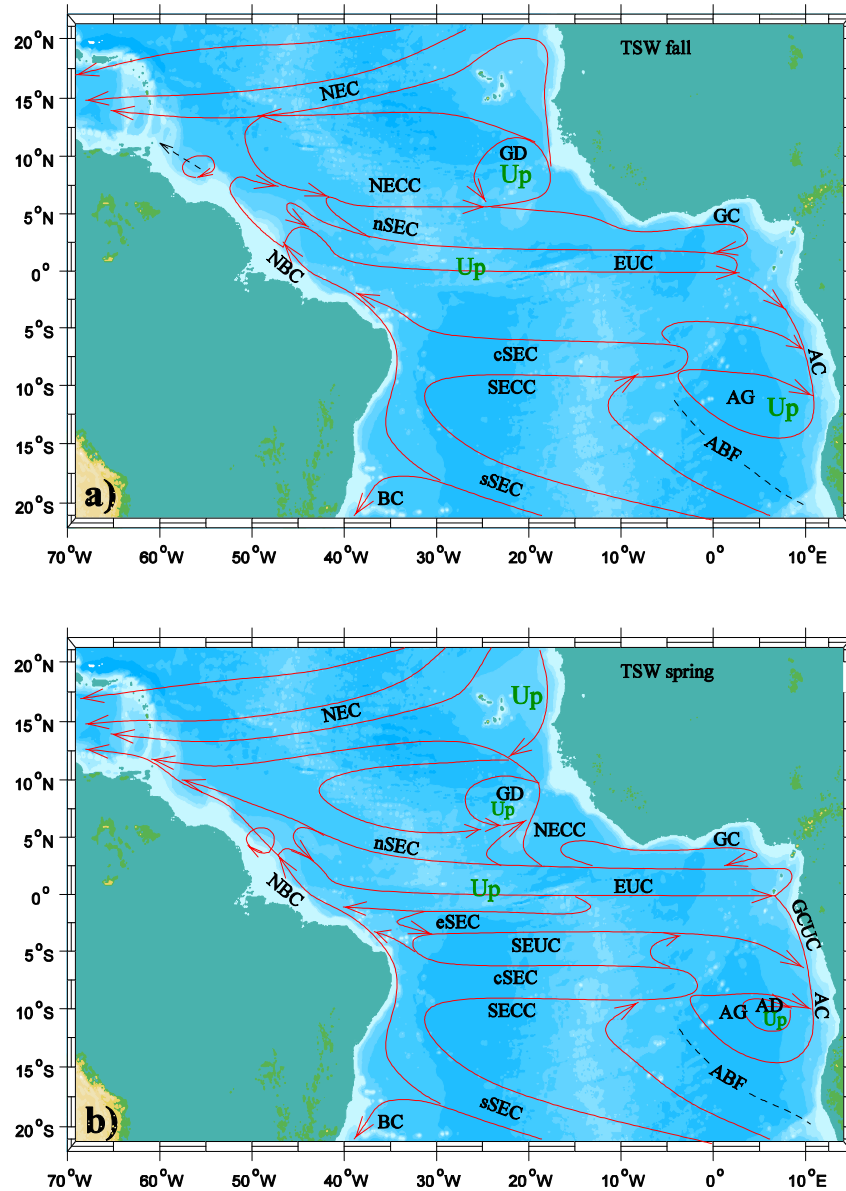 20°N
TSW fall
15°N
NEC
10°N
GD
Up
NECC
5°N
nSEC
GC
0°
NBC
Up
EUC
5°S
cSEC
AC
SECC
10°S
AG
Up
15°S
ABF
sSEC
20°S
a)
BC
70°W 60°W 50°W 40°W 30°W 20°W 10°W 0° 10°E
20°N
TSW spring
Up
15°N
NEC
10°N
GD
Up
NECC
5°N
nSEC
GC
0°
NBC
Up
EUC
GCUC
eSEC
5°S
SEUC
cSEC
10°S
SECC
AG
AD
Up
AC
15°S
ABF
sSEC
20°S
b)
BC
70°W 60°W 50°W 40°W 30°W 20°W 10°W 0° 10°E